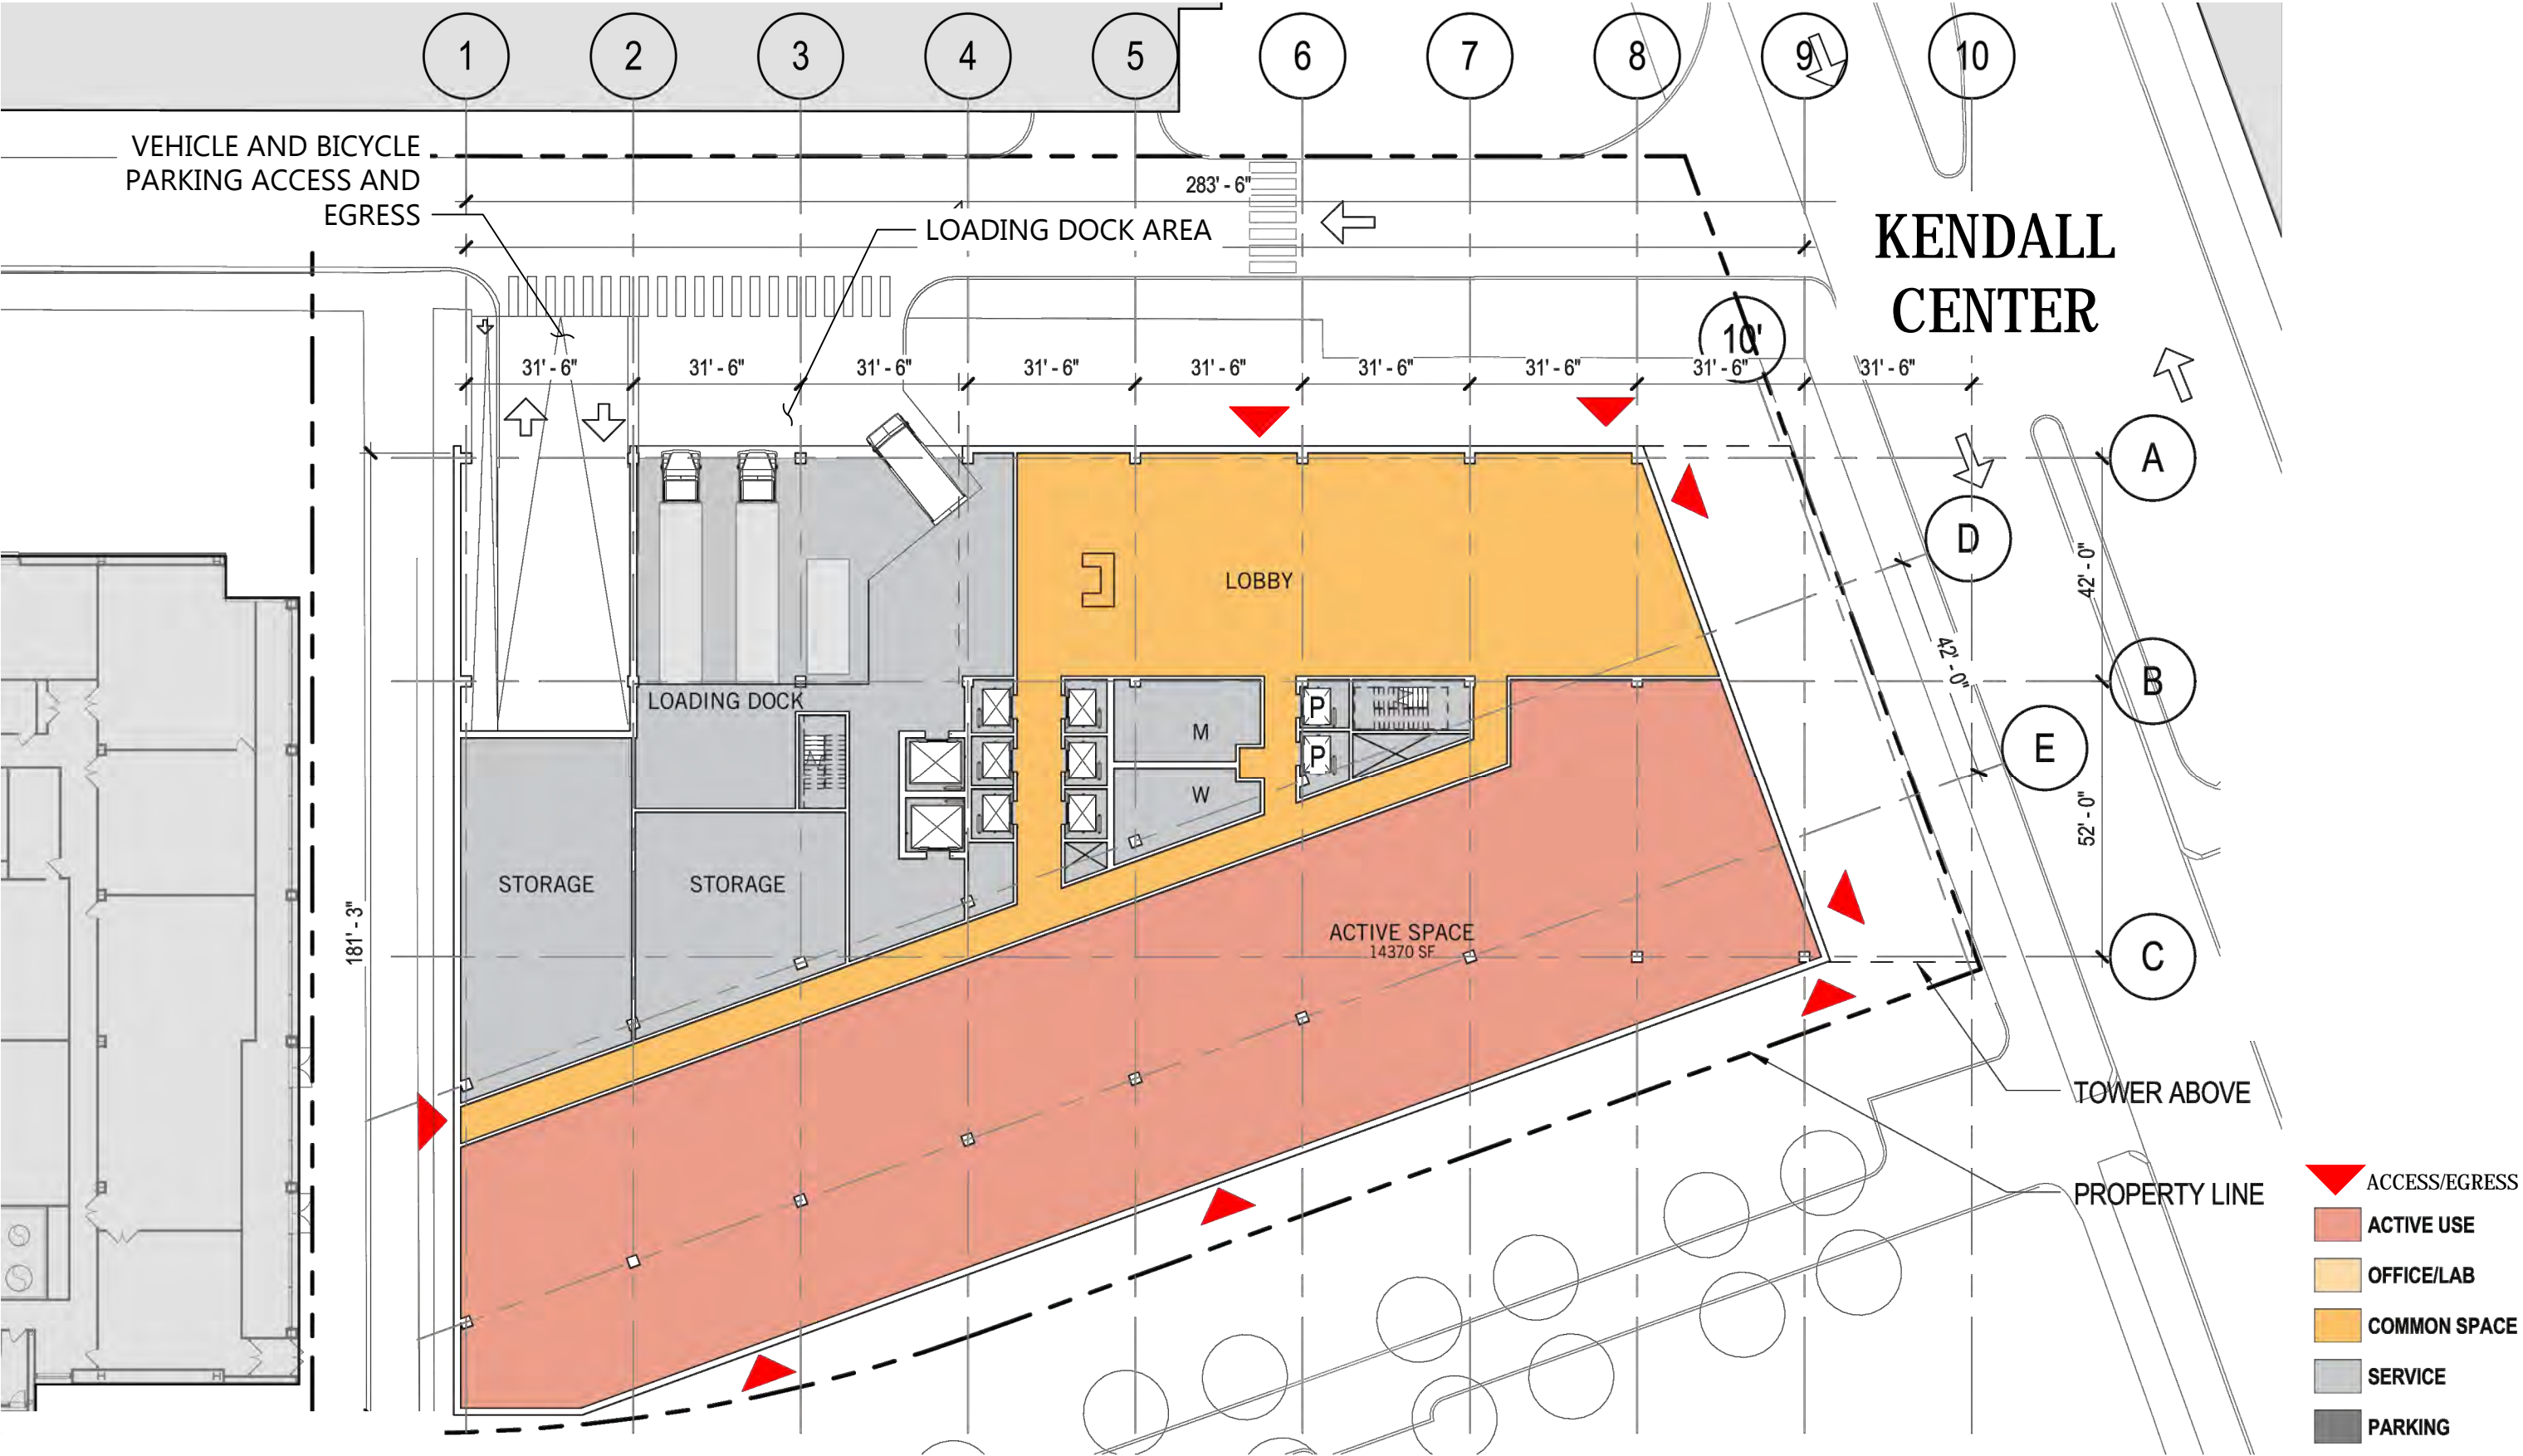 1
2
3
4
5
6
7
8
9
10
VEHICLE AND BICYCLE
PARKING ACCESS AND
EGRESS
283' - 6"
LOADING DOCK AREA
KENDALL
CENTER
10'
31' - 6"
31' - 6"
31' - 6"
31' - 6"
31' - 6"
31' - 6"
31' - 6"
31' - 6"
31' - 6"
A
D
42' - 0"
LOBBY
42' - 0"
B
LOADING DOCK
P
M
E
P
W
52' - 0"
STORAGE
STORAGE
181' - 3"
ACTIVE SPACE
14370 SF
C
TOWER ABOVE
PROPERTY LINE
ACCESS/EGRESS
ACTIVE USE
OFFICE/LAB
COMMON SPACE
SERVICE
PARKING